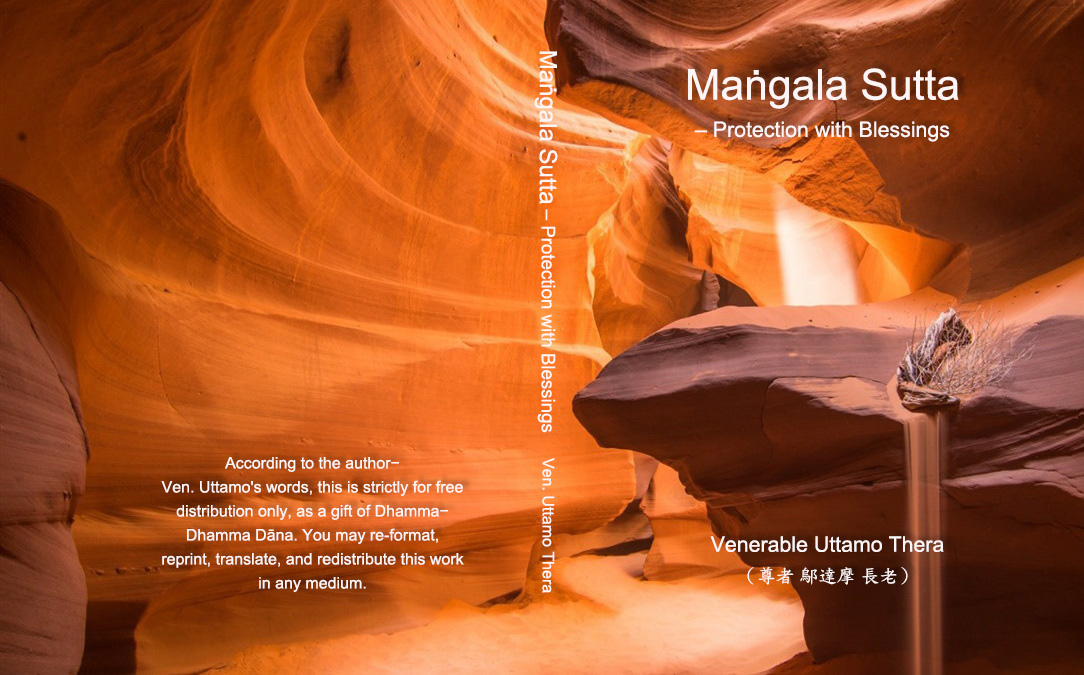 Maṅgala Sutta
– Protection with Blessings
Venerable Uttamo Thera
（尊者 鄔達摩 長老）
Maṅgala Sutta – Protection with Blessings Ven. Uttamo Thera
According to the author−
Ven. Uttamo's words, this is strictly for free
distribution only, as a gift of Dhamma−
Dhamma Dāna. You may re-format,
reprint, translate, and redistribute this work
in any medium.